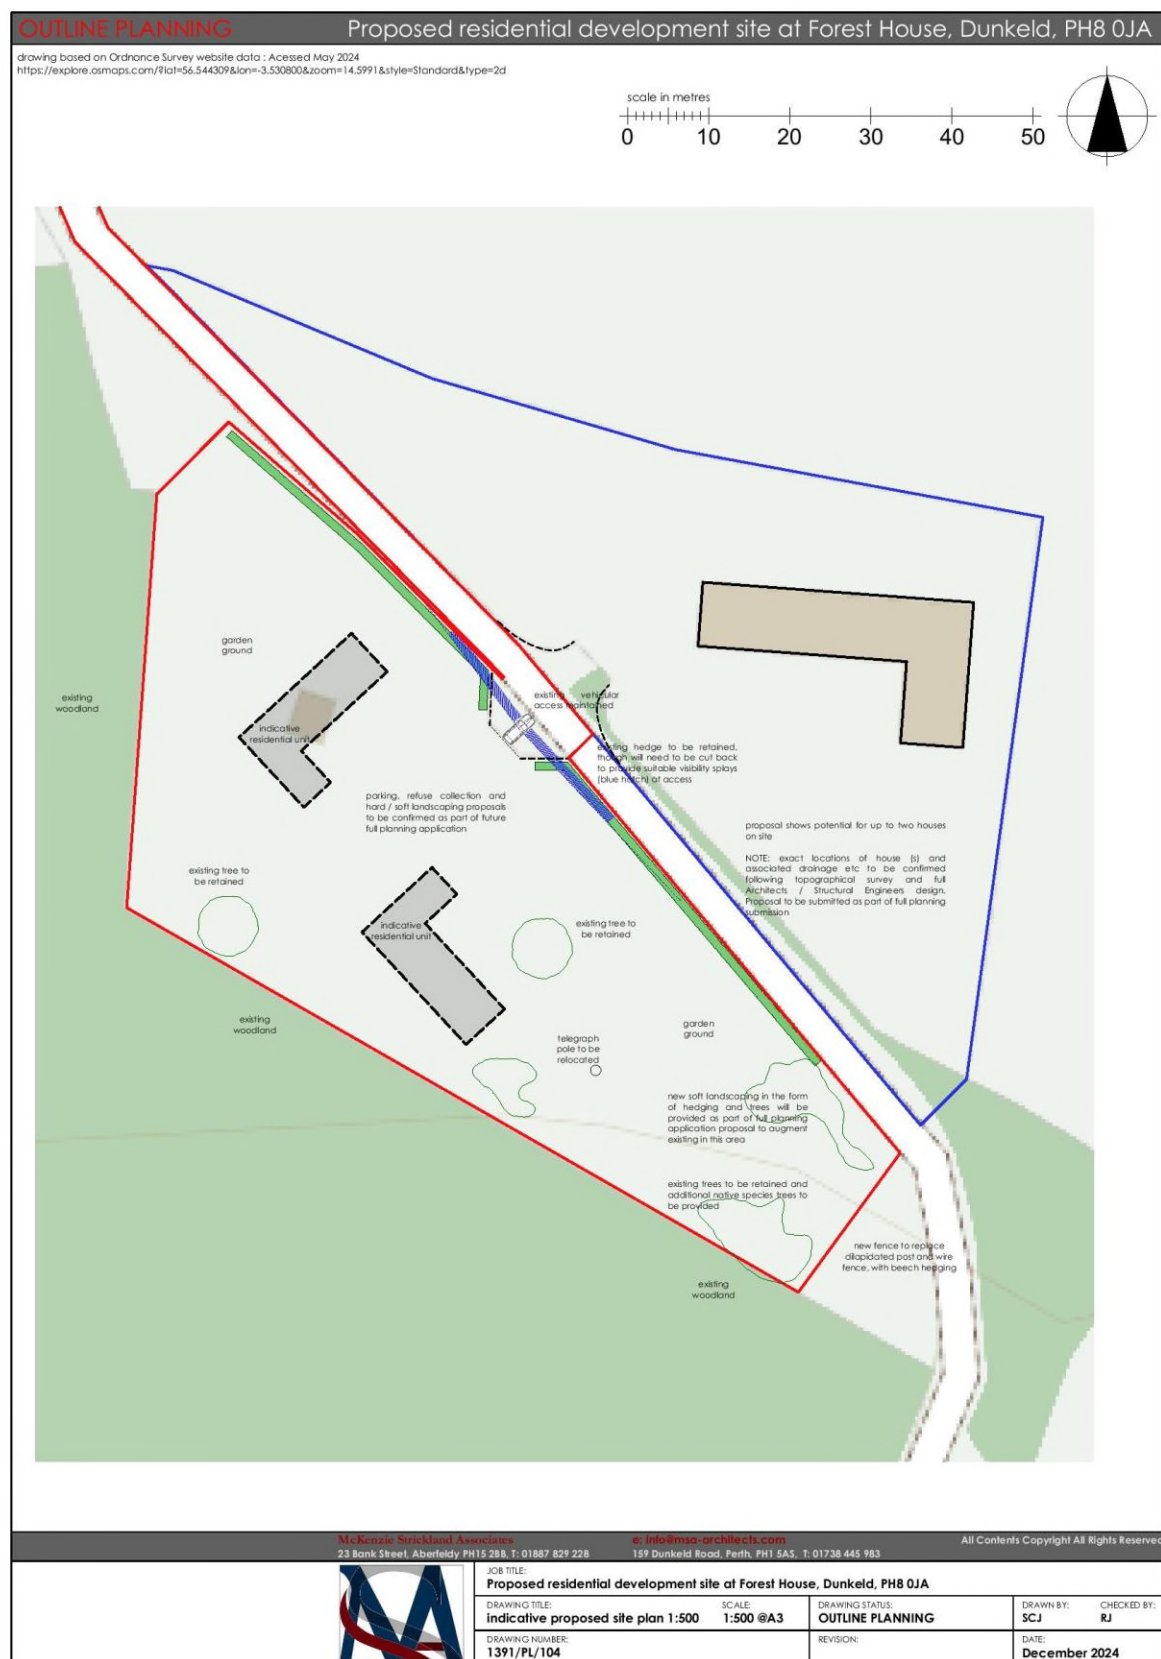 OUTLINE PLANNING Proposed residential development site at Forest House, Dunkeld, PH8 0JA
drawing based on Ordnance Survey website data : Acessed May 2024
https://explore.osmaps.com/?lat=56.544309&lon=-3.530800&zoom=14.5991&style=Standard&type=2d
scale in metres
0 10 20 30 40 50
garden
ground
existing
woodland
indicative
residential unit
existing vehicular
access maintained
existing hedge to be retained,
though will need to be cut back
to provide suitable visibility splays
(blue hatch) at access
parking, refuse collection and
hard / soft landscaping proposals
to be confirmed as part of future
full planning application
proposal shows potential for up to two houses
on site
NOTE: exact locations of house (s) and
associated drainage etc to be confirmed
following topographical survey and full
Architects / Structural Engineers design.
Proposal to be submitted as part of full planning
submission
existing tree to
be retained
indicative
residential unit
existing tree to
be retained
existing
woodland
garden
ground
telegraph
pole to be
relocated
new soft landscaping in the form
of hedging and trees will be
provided as part of full planning
application proposal to augment
existing in this area
existing trees to be retained and
additional native species trees to
be provided
new fence to replace
dilapidated post and wire
fence, with beech hedging
existing
woodland
McKenzie Strickland Associates e: info@msa-architects.com All Contents Copyright All Rights Reserved
23 Bank Street, Aberfeldy PH15 2BB, T: 01887 829 228 159 Dunkeld Road, Perth, PH1 5AS, T: 01738 445 983
JOB TITLE:
Proposed residential development site at Forest House, Dunkeld, PH8 0JA
DRAWING TITLE: SCALE: DRAWING STATUS: DRAWN BY: CHECKED BY:
indicative proposed site plan 1:500 1:500 @A3 OUTLINE PLANNING SCJ RJ
DRAWING NUMBER: REVISION: DATE:
1391/PL/104 December 2024